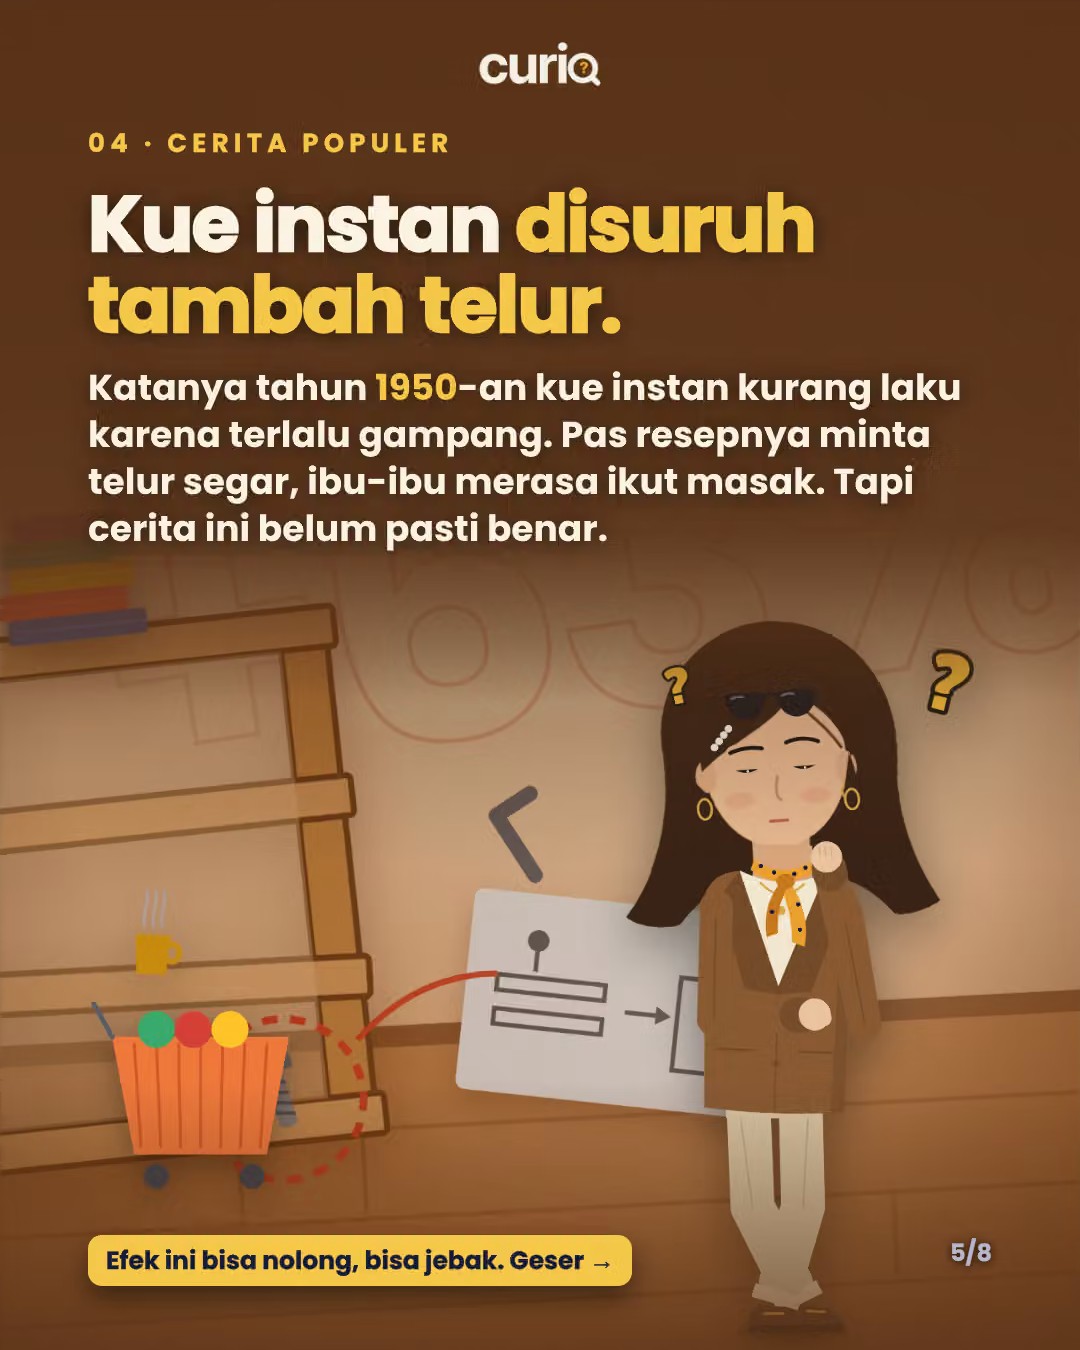 curio
04 · CERITA POPULER
Kue instan disuruh
tambah telur.
Katanya tahun 1950-an kue instan kurang laku
karena terlalu gampang. Pas resepnya minta
telur segar, ibu-ibu merasa ikut masak. Tapi
cerita ini belum pasti benar.
?
?
Efek ini bisa nolong, bisa jebak. Geser →
5/8